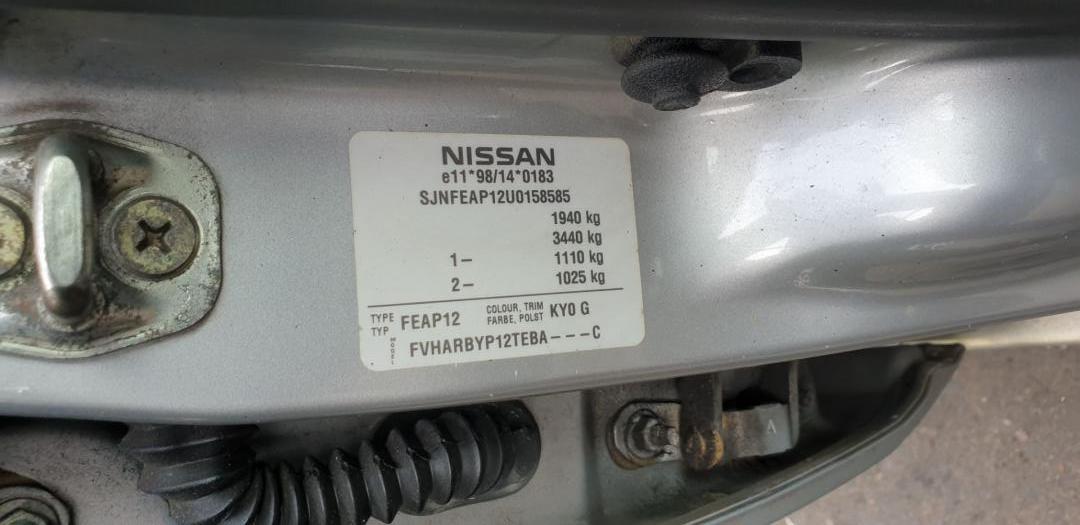 NISSAN
e11*98/14*0183
SJNFEAP12U0158585
1940 kg
3440 kg
1- 1110 kg
2- 1025 kg
TYPE TYP FEAP12 COLOUR, TRIM FARBE, POLST KY0 G
MODEL FVHARBYP12TEBA---C